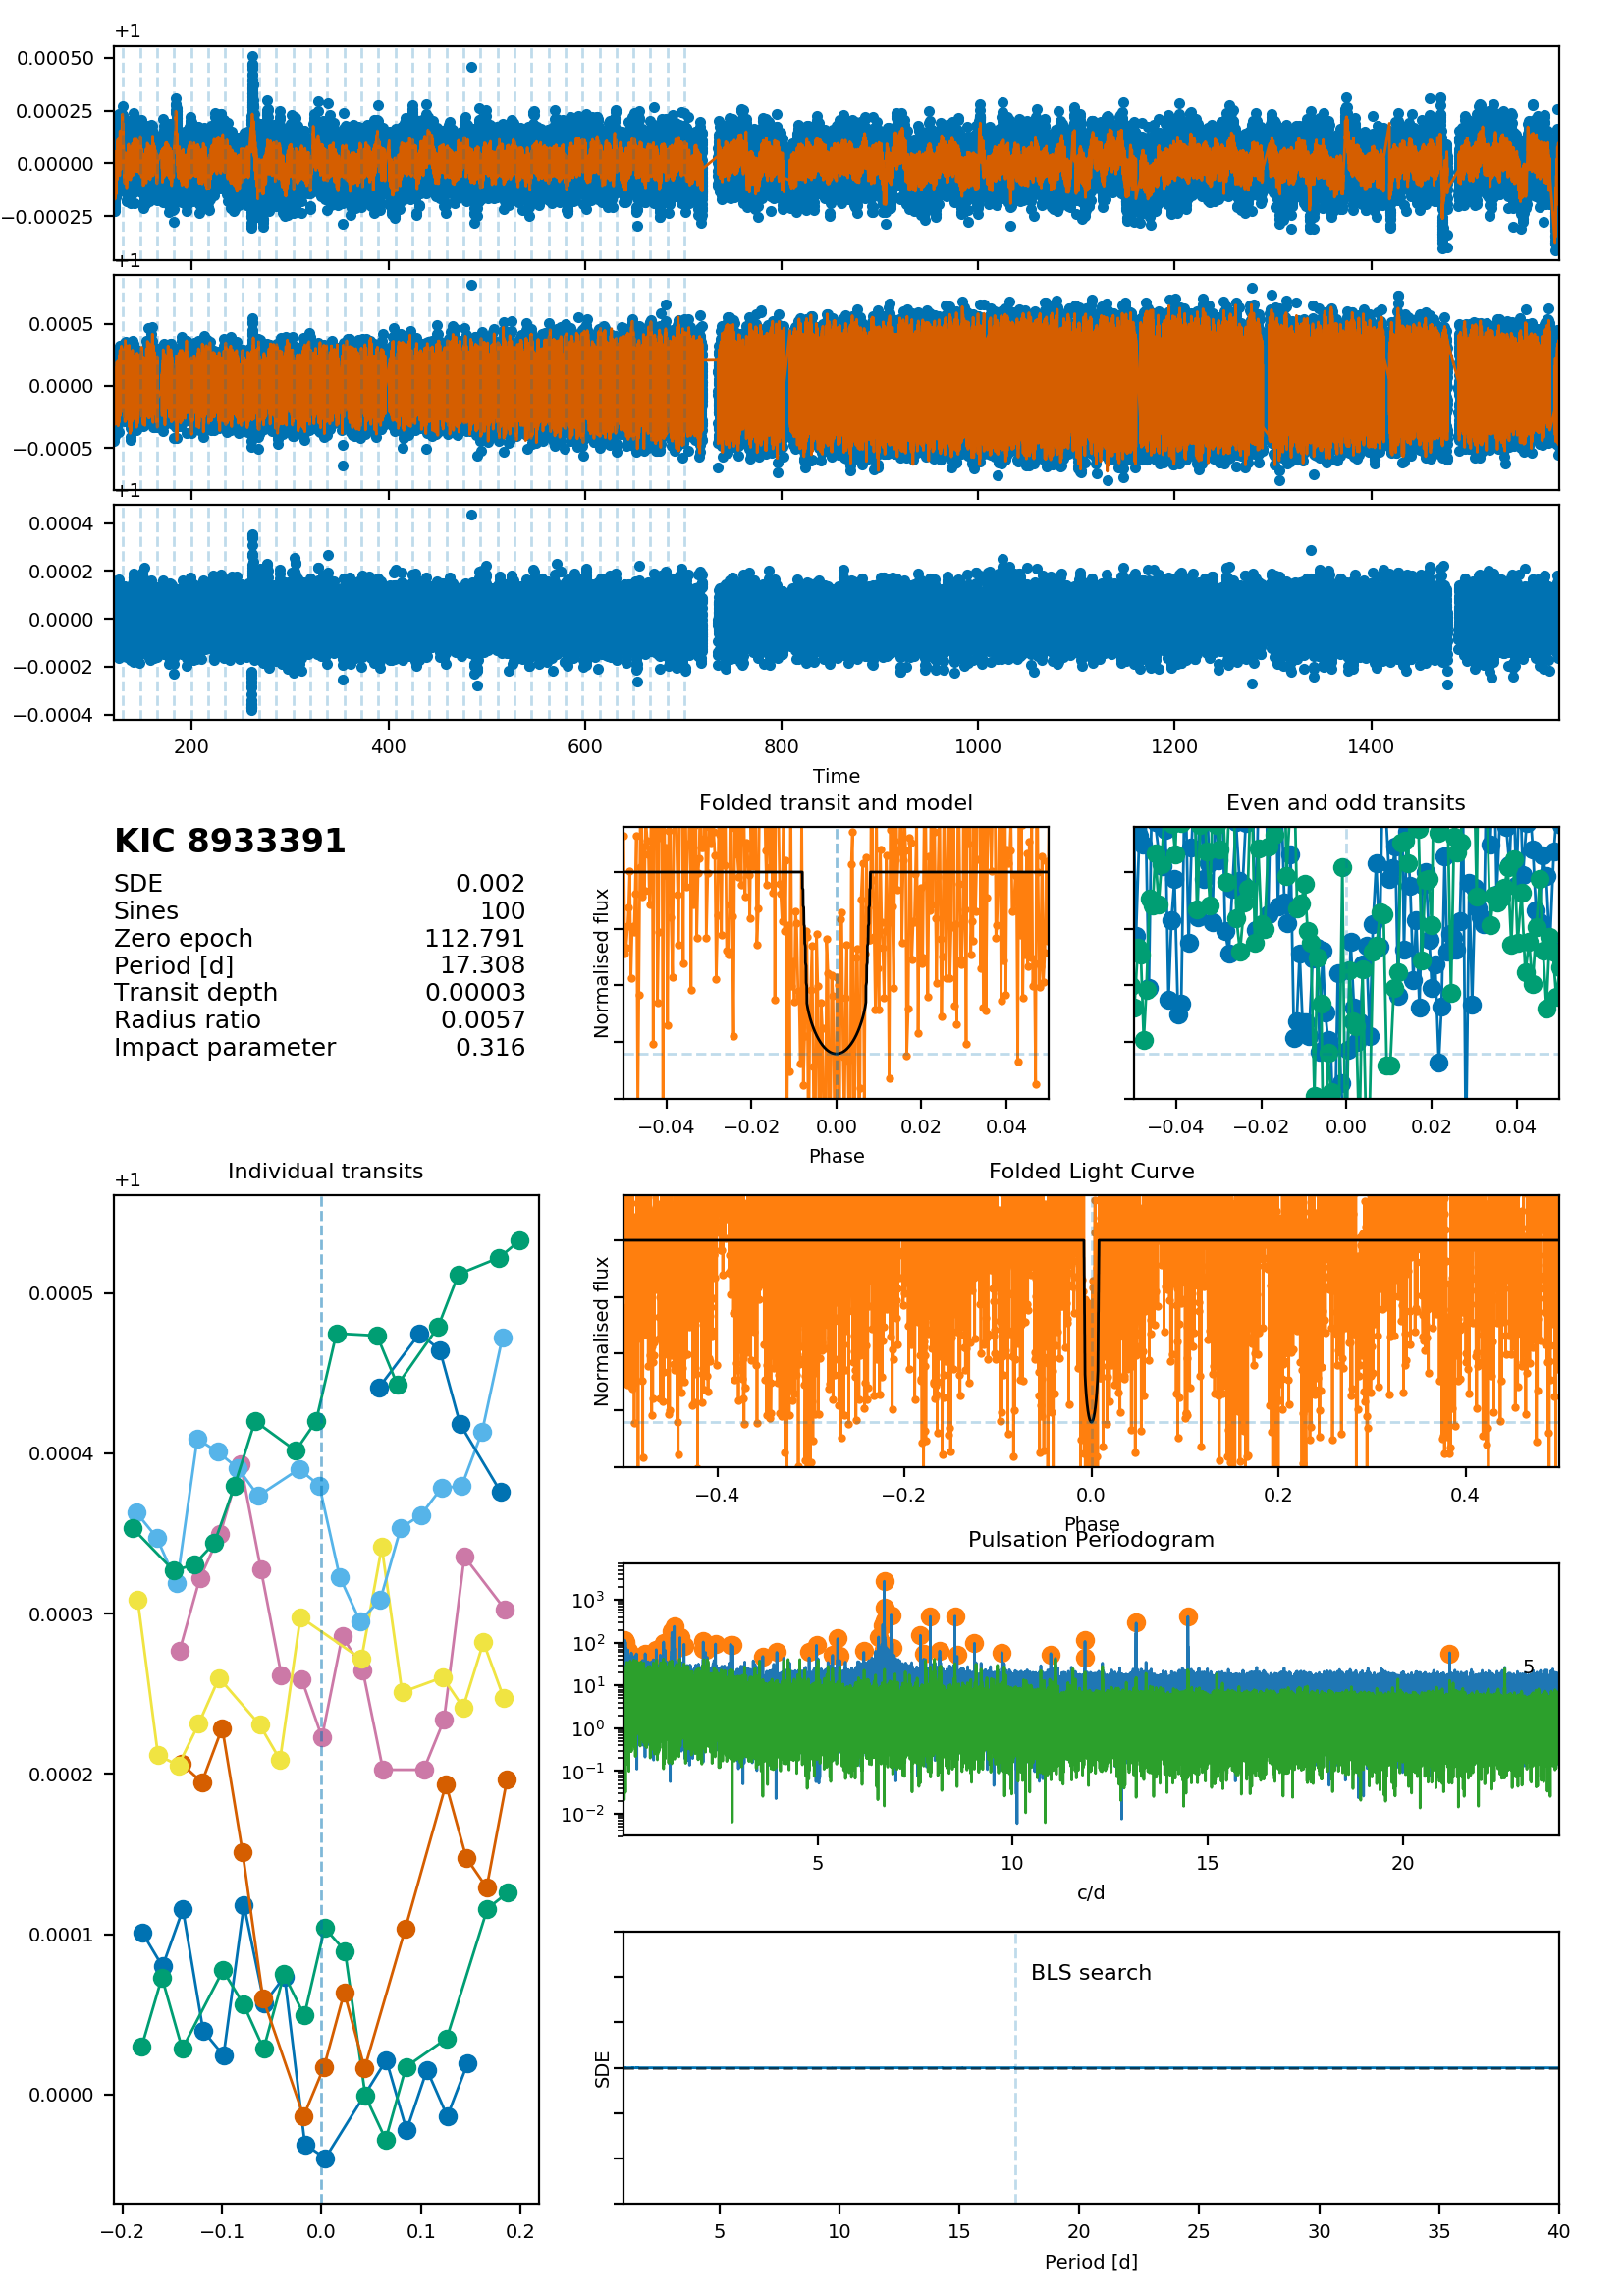 +1
0.00050
0.00025
0.00000
−0.00025
+1
0.0005
0.0000
−0.0005
+1
0.0004
0.0002
0.0000
−0.0002
−0.0004
200 400 600 800 1000 1200 1400
Time
KIC 8933391
SDE 0.002
Sines 100
Zero epoch 112.791
Period [d] 17.308
Transit depth 0.00003
Radius ratio 0.0057
Impact parameter 0.316
Folded transit and model
Normalised flux
−0.04 −0.02 0.00 0.02 0.04
Phase
Even and odd transits
−0.04 −0.02 0.00 0.02 0.04
Individual transits
+1
0.0005
0.0004
0.0003
0.0002
0.0001
0.0000
−0.2 −0.1 0.0 0.1 0.2
Folded Light Curve
Normalised flux
−0.4 −0.2 0.0 0.2 0.4
Phase
Pulsation Periodogram
10³
10²
10¹
10⁰
10⁻¹
10⁻²
5
5 10 15 20
c/d
BLS search
SDE
5 10 15 20 25 30 35 40
Period [d]